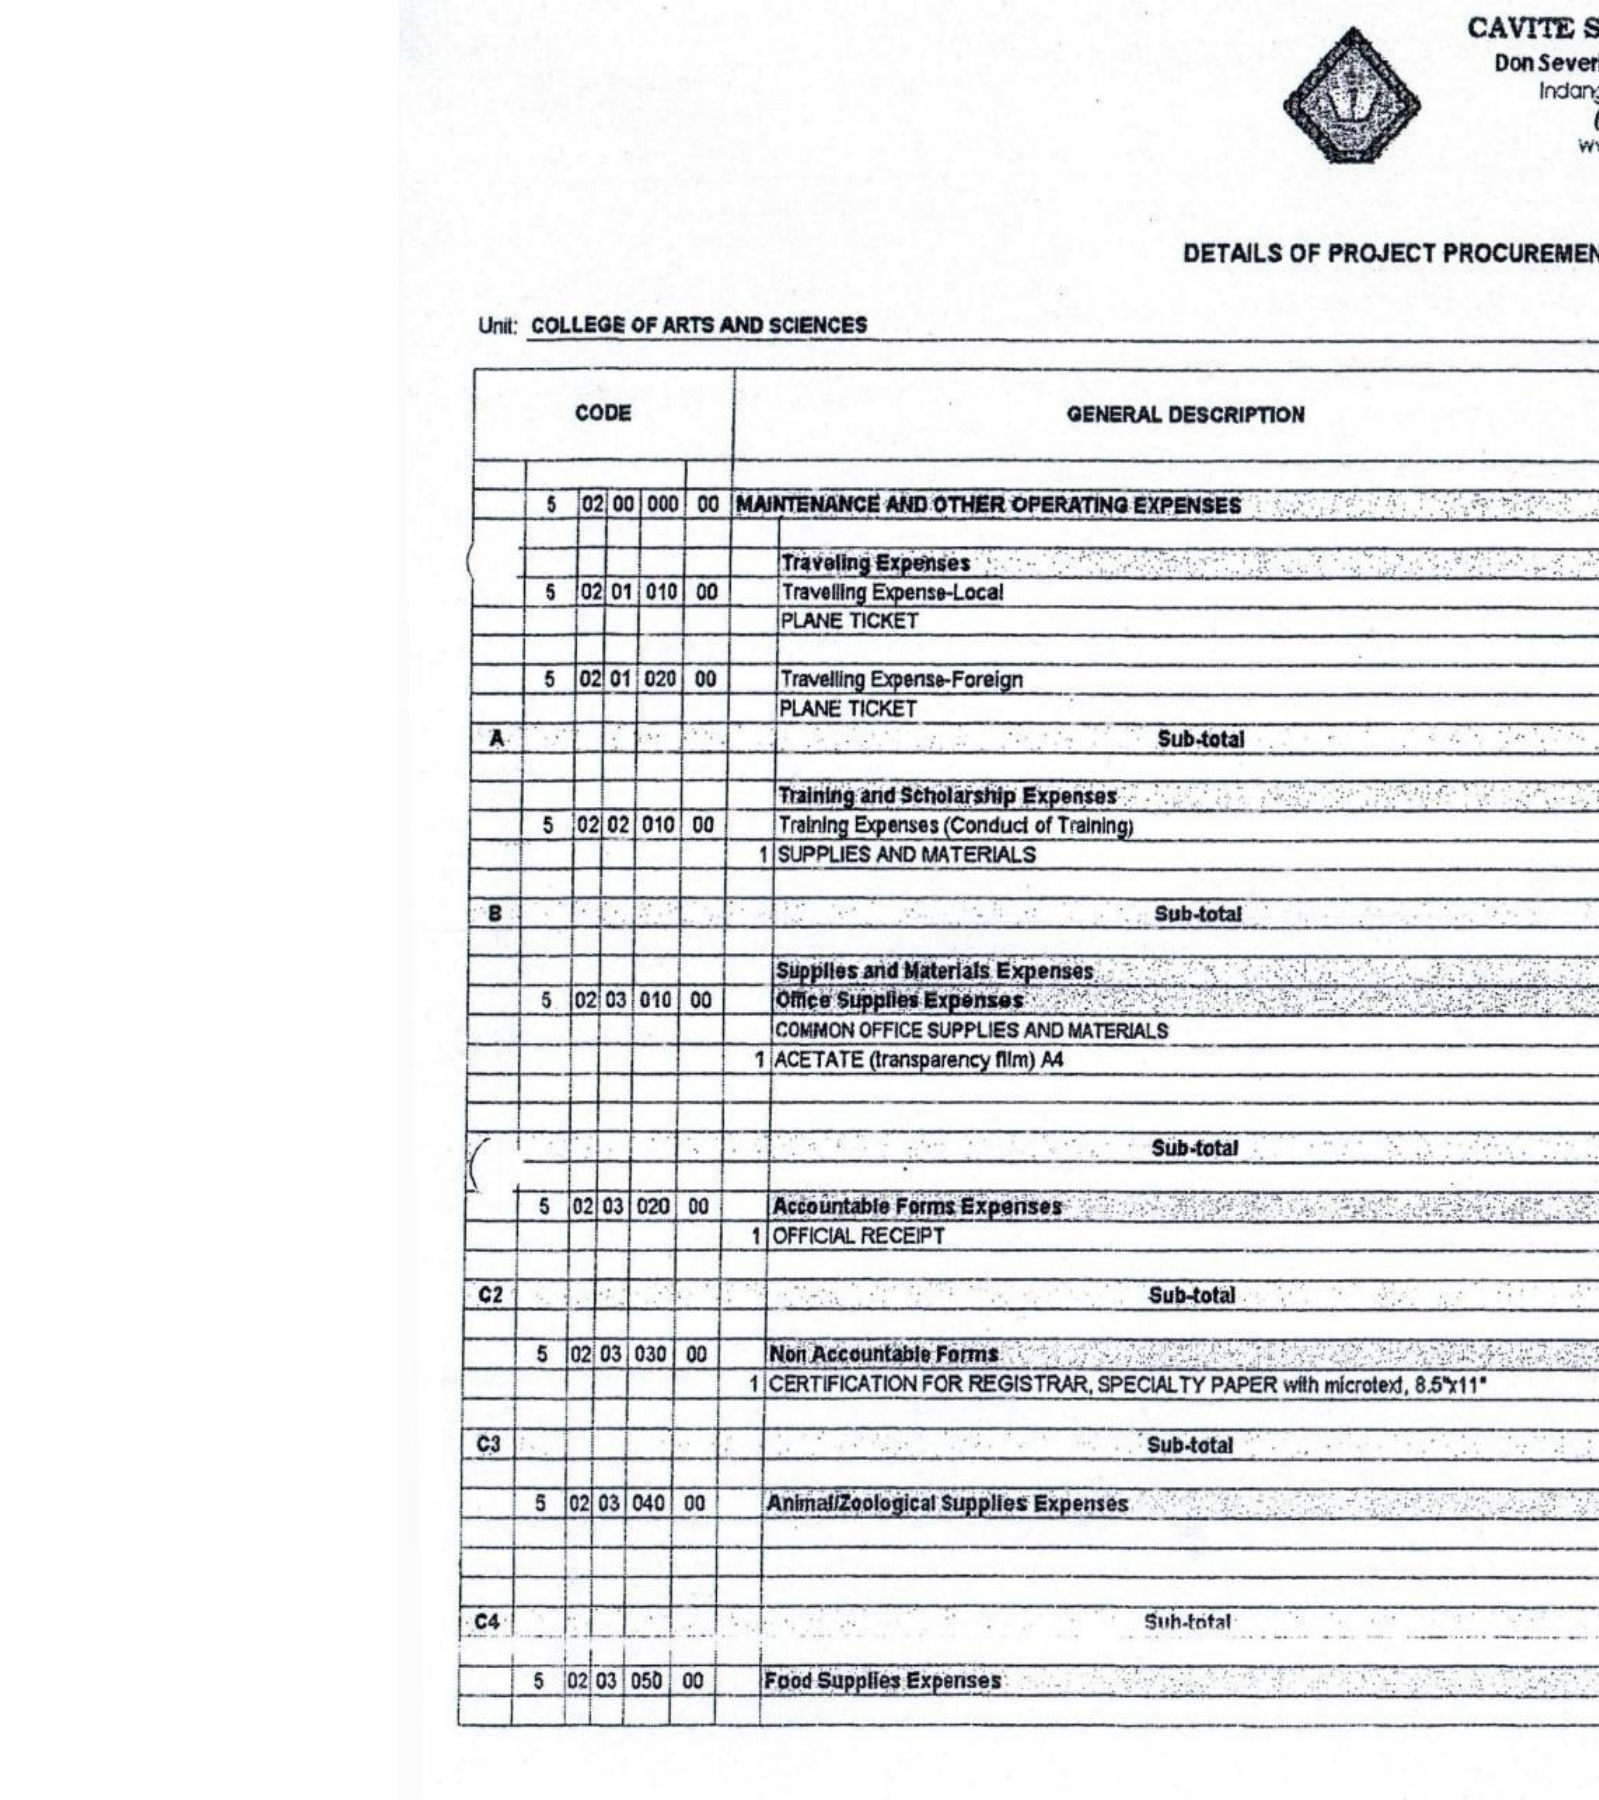 CAVITE S
Don Sever
Indang
DETAILS OF PROJECT PROCUREMEN
Unit: COLLEGE OF ARTS AND SCIENCES
CODE GENERAL DESCRIPTION
5 02 00 000 00 MAINTENANCE AND OTHER OPERATING EXPENSES
Traveling Expenses
5 02 01 010 00 Travelling Expense-Local
PLANE TICKET
5 02 01 020 00 Travelling Expense-Foreign
PLANE TICKET
A Sub-total
Training and Scholarship Expenses
5 02 02 010 00 Training Expenses (Conduct of Training)
1 SUPPLIES AND MATERIALS
B Sub-total
Supplies and Materials Expenses
5 02 03 010 00 Office Supplies Expenses
COMMON OFFICE SUPPLIES AND MATERIALS
1 ACETATE (transparency film) A4
Sub-total
5 02 03 020 00 Accountable Forms Expenses
1 OFFICIAL RECEIPT
C2 Sub-total
5 02 03 030 00 Non Accountable Forms
1 CERTIFICATION FOR REGISTRAR, SPECIALTY PAPER with microtext, 8.5"x11"
C3 Sub-total
5 02 03 040 00 Animal/Zoological Supplies Expenses
C4 Sub-total
5 02 03 050 00 Food Supplies Expenses